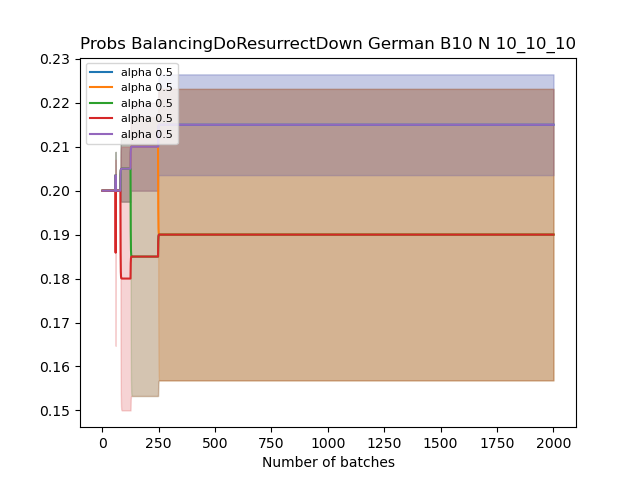 Probs BalancingDoResurrectDown German B10 N 10_10_10
0.23
0.22
0.21
0.20
0.19
0.18
0.17
0.16
0.15
alpha 0.5
alpha 0.5
alpha 0.5
alpha 0.5
alpha 0.5
0 250 500 750 1000 1250 1500 1750 2000
Number of batches